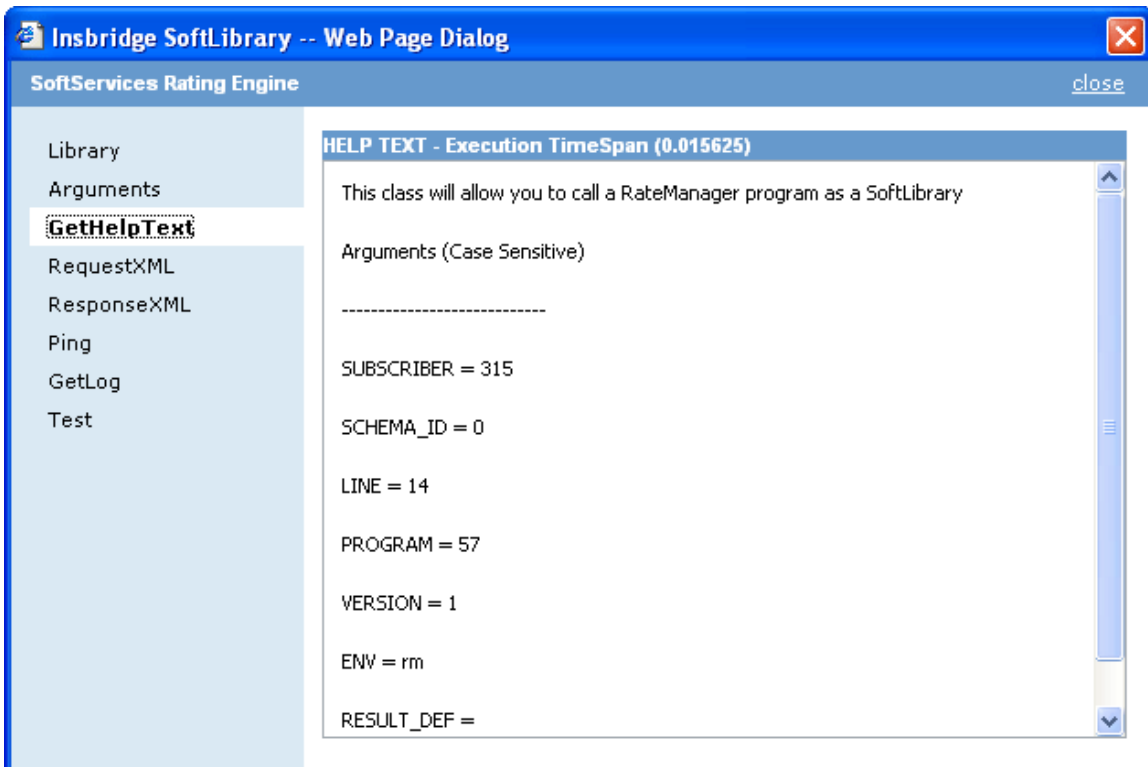 Insbridge SoftLibrary -- Web Page Dialog
SoftServices Rating Engine
close
Library
Arguments
GetHelpText
RequestXML
ResponseXML
Ping
GetLog
Test
HELP TEXT - Execution TimeSpan (0.015625)
This class will allow you to call a RateManager program as a SoftLibrary
Arguments (Case Sensitive)
----------------------------
SUBSCRIBER = 315
SCHEMA_ID = 0
LINE = 14
PROGRAM = 57
VERSION = 1
ENV = rm
RESULT_DEF =